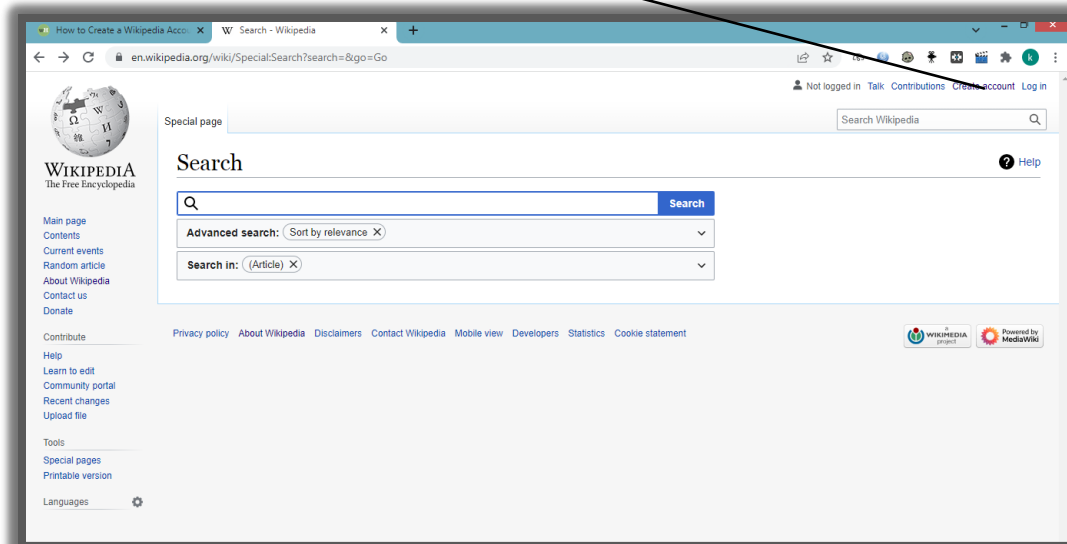 How to Create a Wikipedia Acco
Search - Wikipedia
en.wikipedia.org/wiki/Special:Search?search=&go=Go
k
Not logged in Talk Contributions Create account Log in
Special page
Search Wikipedia
WIKIPEDIA
The Free Encyclopedia
Search
Help
Search
Advanced search: Sort by relevance
Search in: (Article)
Main page
Contents
Current events
Random article
About Wikipedia
Contact us
Donate
Contribute
Help
Learn to edit
Community portal
Recent changes
Upload file
Tools
Special pages
Printable version
Languages
Privacy policy About Wikipedia Disclaimers Contact Wikipedia Mobile view Developers Statistics Cookie statement
A WIKIMEDIA project
Powered by MediaWiki